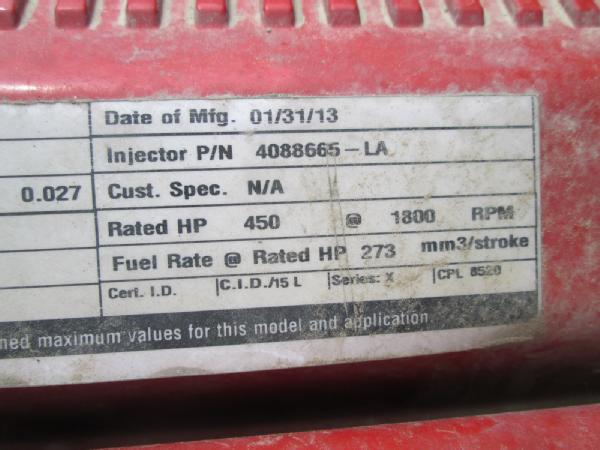 Date of Mfg. 01/31/13
Injector P/N 4088665-LA
0.027 Cust. Spec. N/A
Rated HP 450 @ 1800 RPM
Fuel Rate @ Rated HP 273 mm3/stroke
Cert. I.D. C.I.D./15 L Series: X CPL 8520
ned maximum values for this model and application.